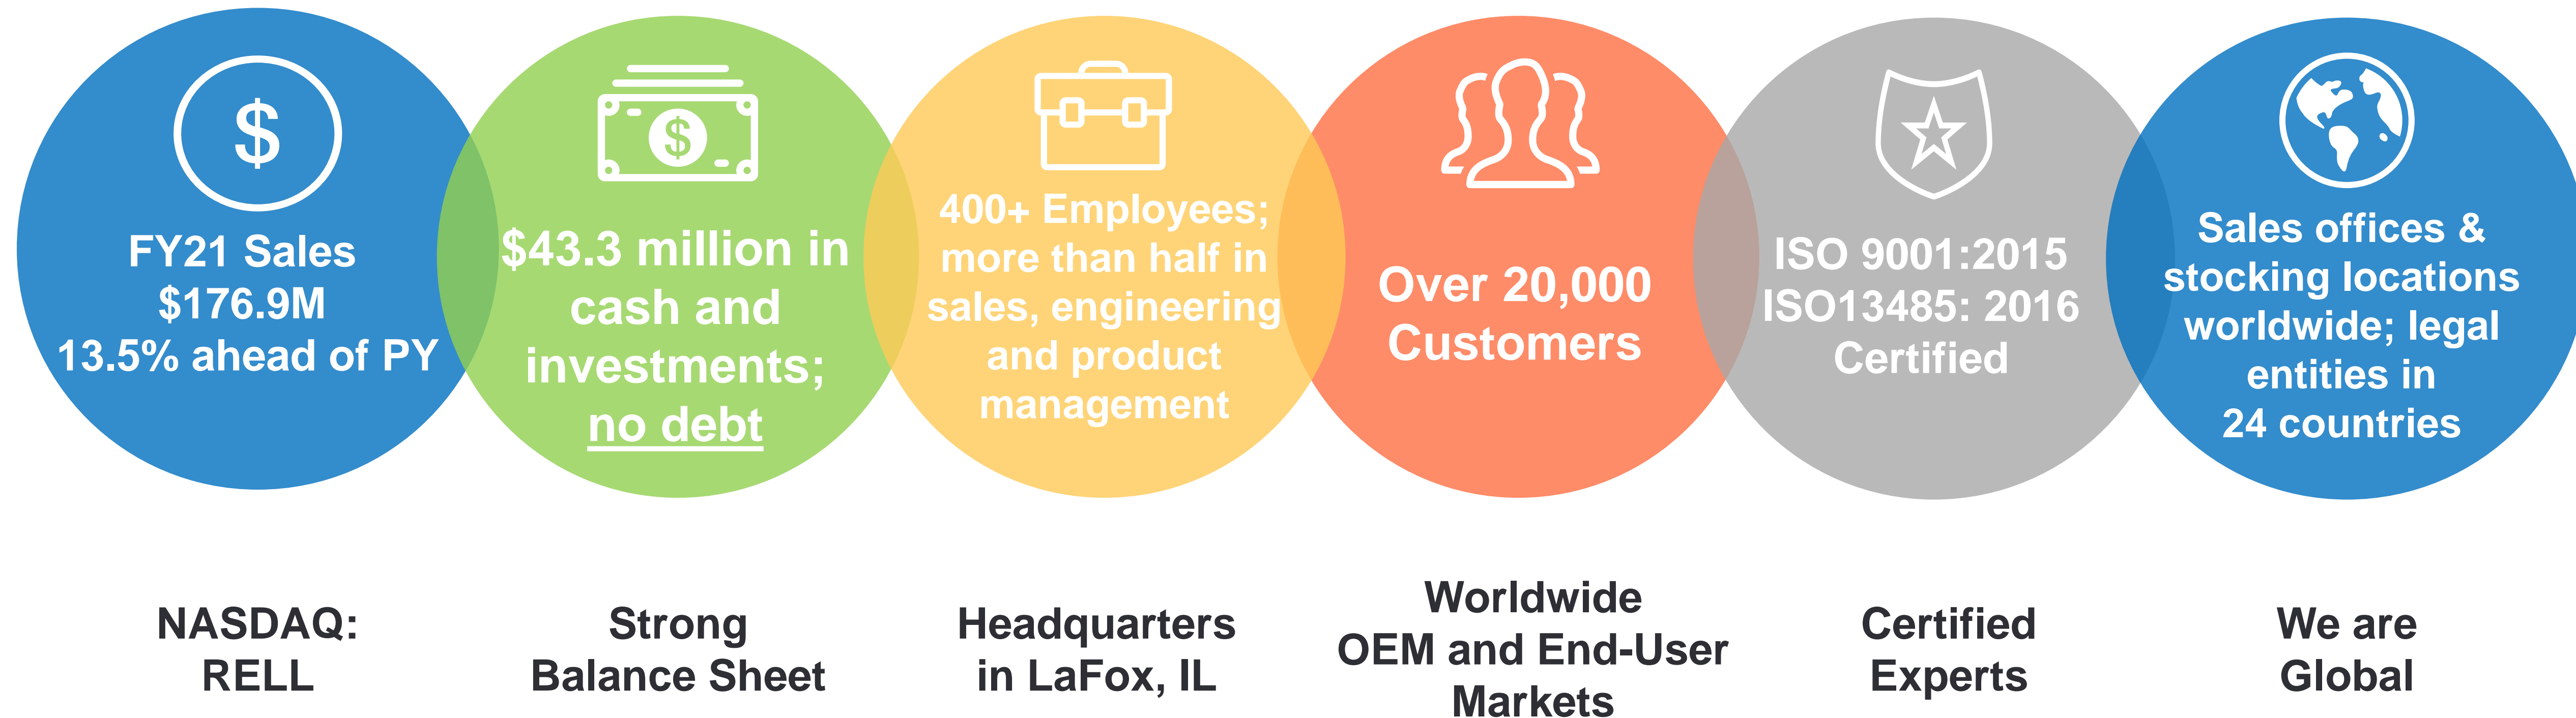 $
FY21 Sales
$176.9M
13.5% ahead of PY
$
$43.3 million in
cash and
investments;
no debt
400+ Employees;
more than half in
sales, engineering
and product
management
Over 20,000
Customers
ISO 9001:2015
ISO13485: 2016
Certified
Sales offices &
stocking locations
worldwide; legal
entities in
24 countries
NASDAQ:
RELL
Strong
Balance Sheet
Headquarters
in LaFox, IL
Worldwide
OEM and End-User
Markets
Certified
Experts
We are
Global